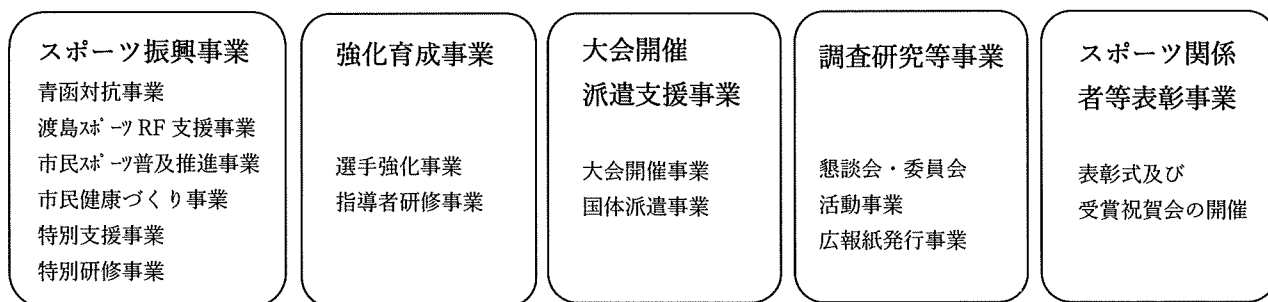 スポーツ振興事業
青函対抗事業
渡島スポーツRF支援事業
市民スポーツ普及推進事業
市民健康づくり事業
特別支援事業
特別研修事業
強化育成事業
選手強化事業
指導者研修事業
大会開催
派遣支援事業
大会開催事業
国体派遣事業
調査研究等事業
懇談会・委員会
活動事業
広報紙発行事業
スポーツ関係
者等表彰事業
表彰式及び
受賞祝賀会の開催